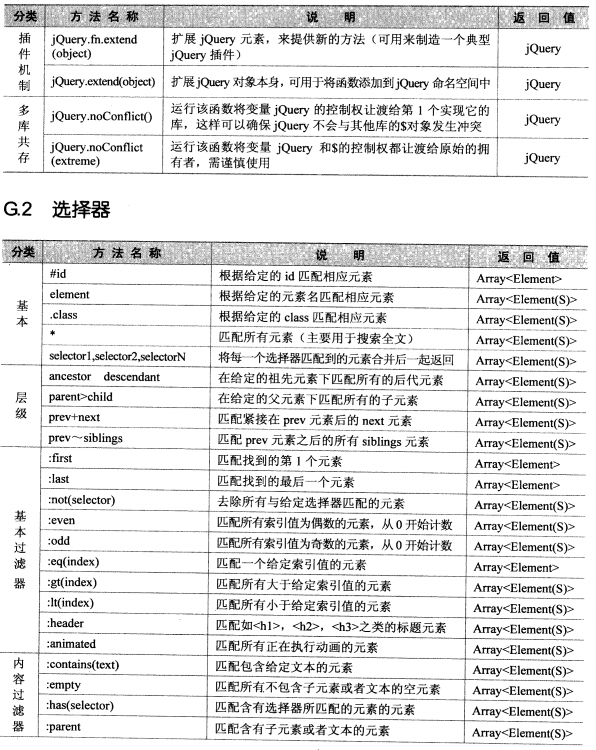 分类 方法名称 说明 返回值
插件机制 jQuery.fn.extend (object) 扩展 jQuery 元素，来提供新的方法（可用来制造一个典型
jQuery 插件） jQuery
jQuery.extend(object) 扩展 jQuery 对象本身，可用于将函数添加到 jQuery 命名空间中 jQuery
多库共存 jQuery.noConflict() 运行该函数将变量 jQuery 的控制权让渡给第 1 个实现它的
库，这样可以确保 jQuery 不会与其他库的$对象发生冲突 jQuery
jQuery.noConflict (extreme) 运行该函数将变量 jQuery 和$的控制权都让渡给原始的拥
有者，需谨慎使用 jQuery
G.2 选择器
分类 方法名称 说明 返回值
基本 #id 根据给定的 id 匹配相应元素 Array<Element>
element 根据给定的元素名匹配相应元素 Array<Element(S)>
.class 根据给定的 class 匹配相应元素 Array<Element(S)>
* 匹配所有元素（主要用于搜索全文） Array<Element(S)>
selector1,selector2,selectorN 将每一个选择器匹配到的元素合并后一起返回 Array<Element(S)>
层级 ancestor descendant 在给定的祖先元素下匹配所有的后代元素 Array<Element(S)>
parent>child 在给定的父元素下匹配所有的子元素 Array<Element(S)>
prev+next 匹配紧接在 prev 元素后的 next 元素 Array<Element(S)>
prev～siblings 匹配 prev 元素之后的所有 siblings 元素 Array<Element(S)>
基本过滤器 :first 匹配找到的第 1 个元素 Array<Element>
:last 匹配找到的最后一个元素 Array<Element>
:not(selector) 去除所有与给定选择器匹配的元素 Array<Element(S)>
:even 匹配所有索引值为偶数的元素，从 0 开始计数 Array<Element(S)>
:odd 匹配所有索引值为奇数的元素，从 0 开始计数 Array<Element(S)>
:eq(index) 匹配一个给定索引值的元素 Array<Element>
:gt(index) 匹配所有大于给定索引值的元素 Array<Element(S)>
:lt(index) 匹配所有小于给定索引值的元素 Array<Element(S)>
:header 匹配如<h1>，<h2>，<h3>之类的标题元素 Array<Element(S)>
:animated 匹配所有正在执行动画的元素 Array<Element(S)>
内容过滤器 :contains(text) 匹配包含给定文本的元素 Array<Element(S)>
:empty 匹配所有不包含子元素或者文本的空元素 Array<Element(S)>
:has(selector) 匹配含有选择器所匹配的元素的元素 Array<Element(S)>
:parent 匹配含有子元素或者文本的元素 Array<Element(S)>